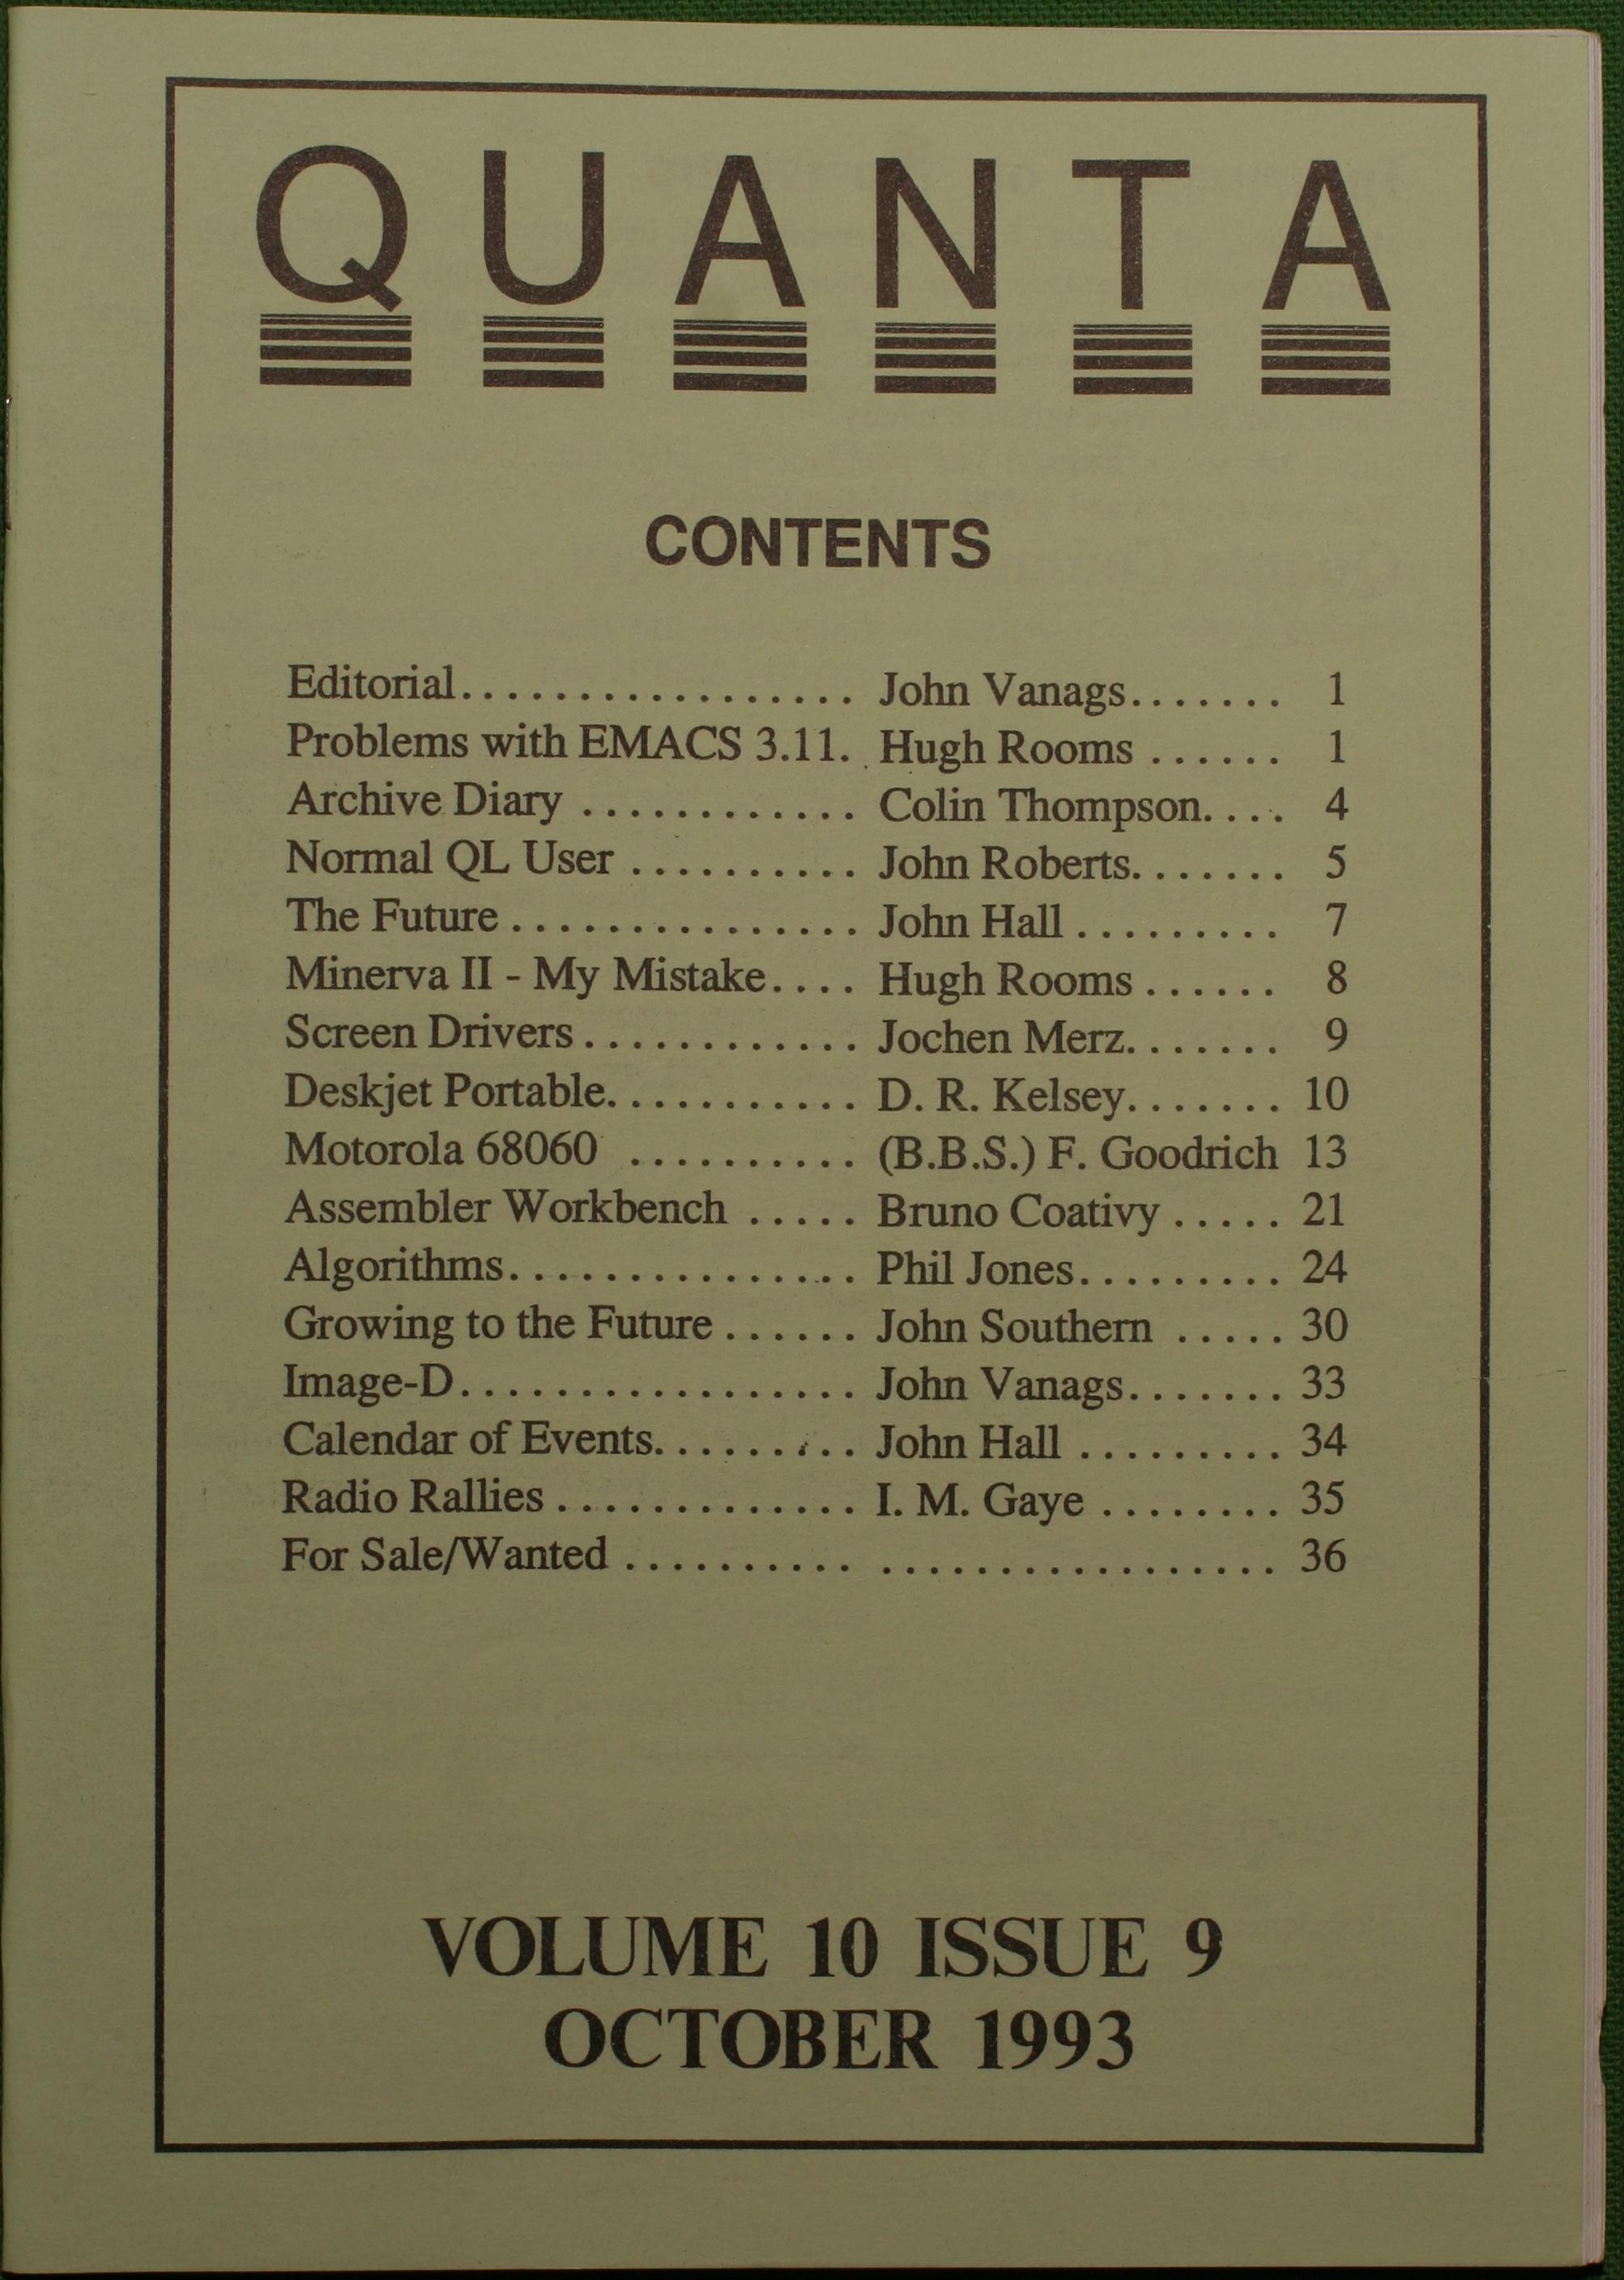 QUANTA
CONTENTS
Editorial.................. John Vanags....... 1
Problems with EMACS 3.11. Hugh Rooms ...... 1
Archive Diary ............ Colin Thompson.... 4
Normal QL User .......... John Roberts....... 5
The Future ............... John Hall ......... 7
Minerva II - My Mistake.... Hugh Rooms ...... 8
Screen Drivers ............ Jochen Merz....... 9
Deskjet Portable........... D. R. Kelsey....... 10
Motorola 68060 .......... (B.B.S.) F. Goodrich 13
Assembler Workbench ..... Bruno Coativy ..... 21
Algorithms............... Phil Jones......... 24
Growing to the Future ...... John Southern ..... 30
Image-D................. John Vanags....... 33
Calendar of Events......... John Hall ......... 34
Radio Rallies ............. I. M. Gaye ........ 35
For Sale/Wanted .......... ................. 36
VOLUME 10 ISSUE 9
OCTOBER 1993